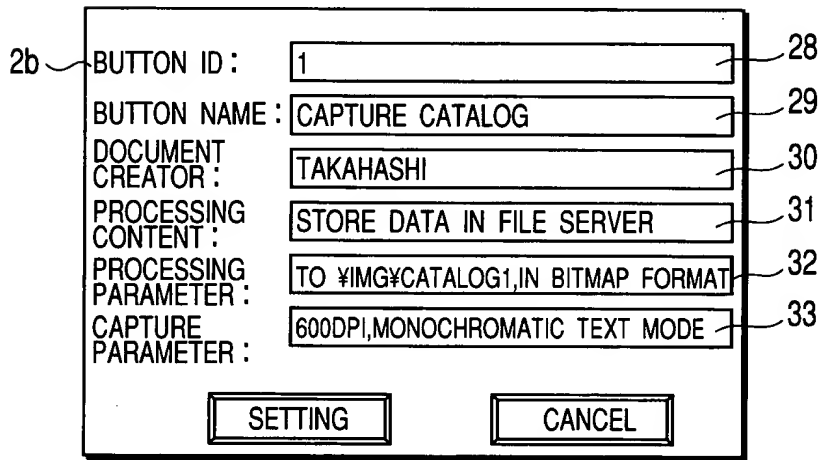 2b BUTTON ID : 1 28
BUTTON NAME : CAPTURE CATALOG 29
DOCUMENT CREATOR : TAKAHASHI 30
PROCESSING CONTENT : STORE DATA IN FILE SERVER 31
PROCESSING PARAMETER : TO ¥IMG¥CATALOG1,IN BITMAP FORMAT 32
CAPTURE PARAMETER : 600DPI,MONOCHROMATIC TEXT MODE 33
SETTING CANCEL